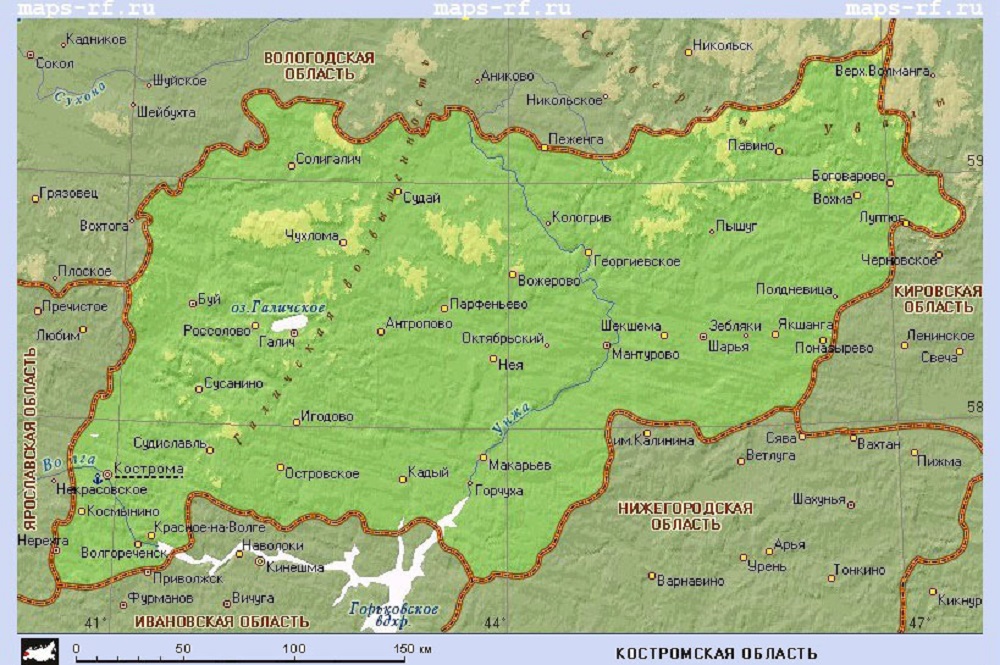 maps-rf.ru maps-rf.ru maps-rf.ru
Кадников
Сокол
Сухона
Шуйское
Шейбухта
ВОЛОГОДСКАЯ
ОБЛАСТЬ
Аниково
Никольское
Никольск
Верх.Волманга
Северные Увалы
Пеженга
Павино
59
Солигалич
Судай
Боговарово
Вохма
Грязовец
Вохтога
Чухлома
Кологрив
Пыщуг
Луптюг
Георгиевское
Черновское
Плоское
Вожерово
Полдневица
КИРОВСКАЯ
ОБЛАСТЬ
Пречистое
Буй
оз.Галичское
Парфеньево
Любим
Россолово
Галич
Антропово
Октябрьский
Шекшема
Зебляки
Якшанга
Ленинское
Мантурово
Шарья
Поназырево
Свеча
Нея
Галичская возвышенность
ЯРОСЛАВСКАЯ ОБЛАСТЬ
Сусанино
Игодово
Унжа
58
Судиславль
им.Калинина
Сява
Вахтан
Ветлуга
Пижма
Волга
Кострома
Островское
Кадый
Макарьев
Некрасовское
Горчуха
Космынино
Шахунья
НИЖЕГОРОДСКАЯ
ОБЛАСТЬ
Красное-на-Волге
Нерехта
Волгореченск
Наволоки
Кинешма
Арья
Урень
Приволжск
Варнавино
Тонкино
Фурманов
Вичуга
Горьковское
вдхр.
Кикнур
41°
ИВАНОВСКАЯ ОБЛАСТЬ
44°
47°
0 50 100 150 км
КОСТРОМСКАЯ ОБЛАСТЬ